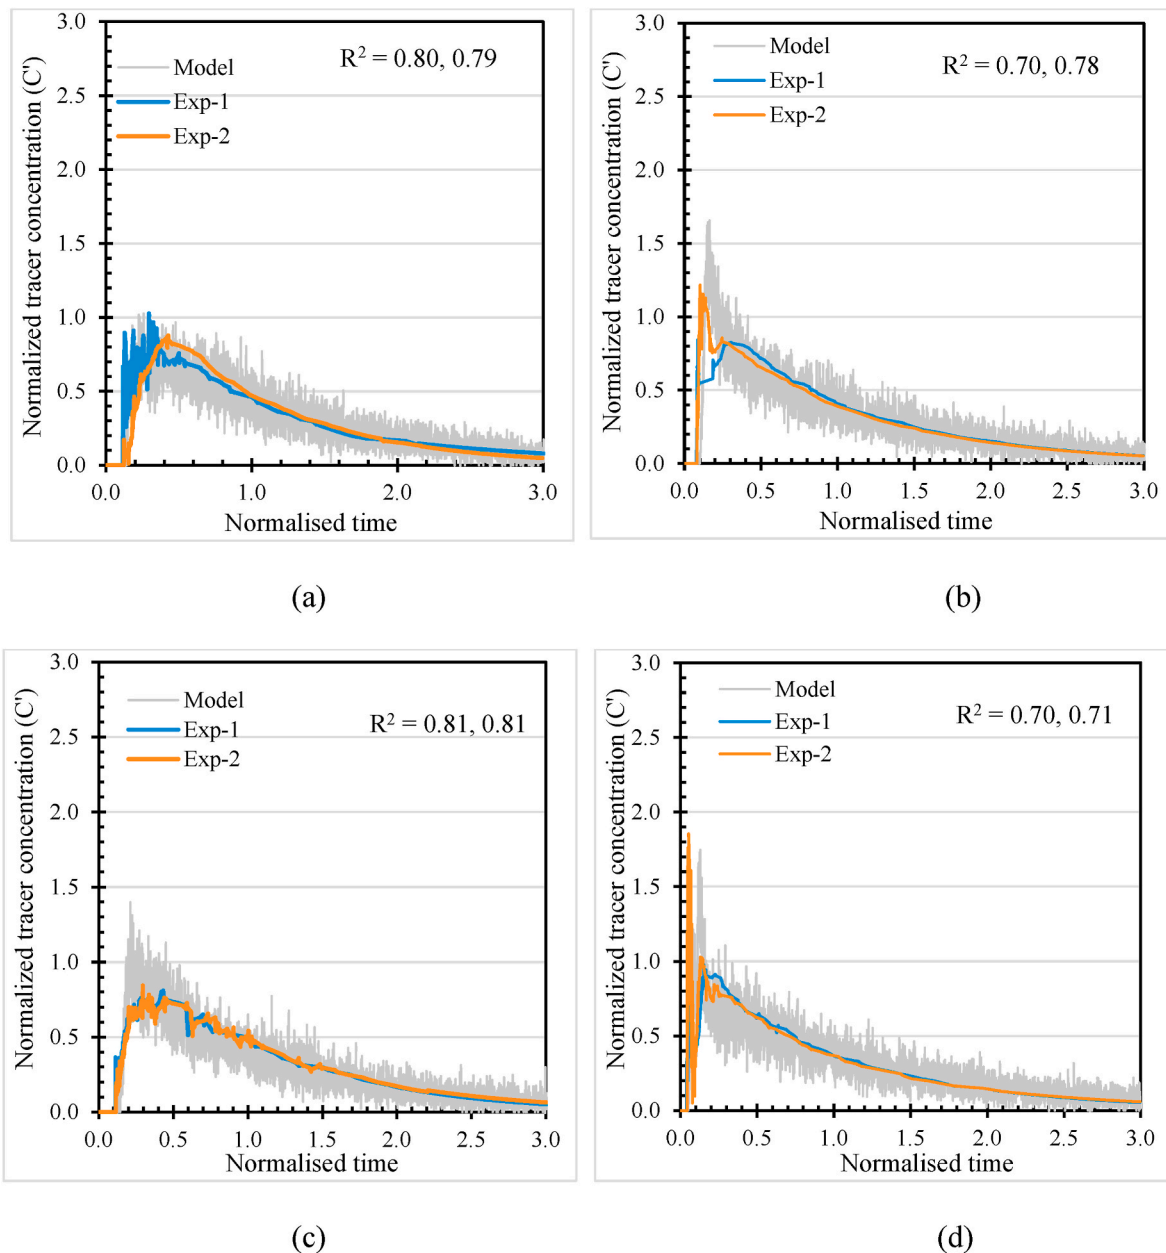 Normalized tracer concentration (C')
3.0
2.5
2.0
1.5
1.0
0.5
0.0
Model
Exp-1
Exp-2
R² = 0.80, 0.79
0.0 1.0 2.0 3.0
Normalised time
(a)
Normalized tracer concentration (C')
3.0
2.5
2.0
1.5
1.0
0.5
0.0
Model
Exp-1
Exp-2
R² = 0.70, 0.78
0.0 0.5 1.0 1.5 2.0 2.5 3.0
Normalised time
(b)
Normalized tracer concentration (C')
3.0
2.5
2.0
1.5
1.0
0.5
0.0
Model
Exp-1
Exp-2
R² = 0.81, 0.81
0.0 0.5 1.0 1.5 2.0 2.5 3.0
Normalised time
(c)
Normalized tracer concentration (C')
3.0
2.5
2.0
1.5
1.0
0.5
0.0
Model
Exp-1
Exp-2
R² = 0.70, 0.71
0.0 0.5 1.0 1.5 2.0 2.5 3.0
Normalised time
(d)